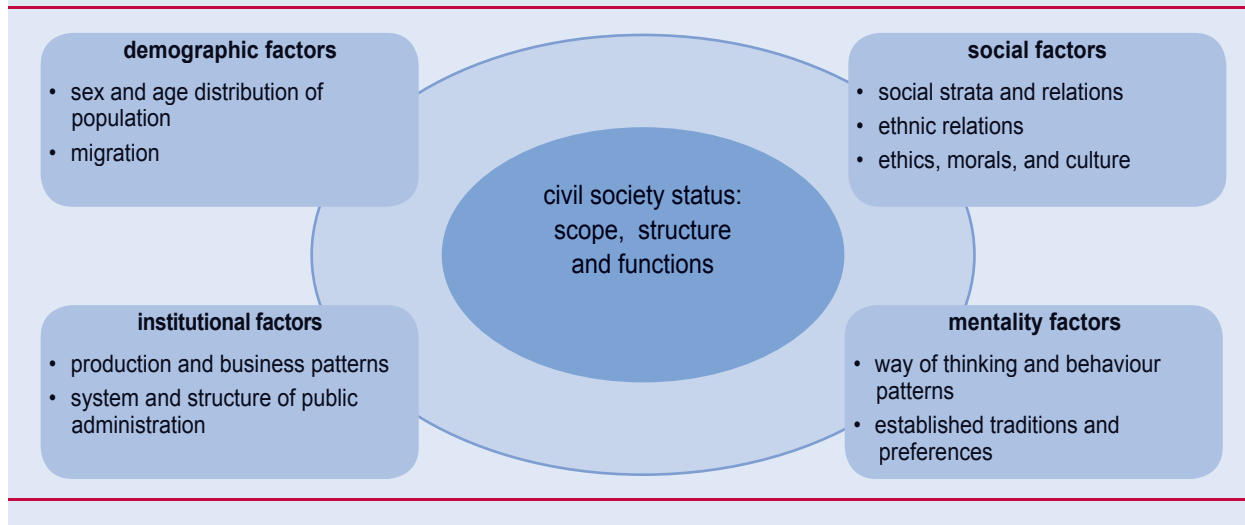 demographic factors
• sex and age distribution of
population
• migration
social factors
• social strata and relations
• ethnic relations
• ethics, morals, and culture
civil society status:
scope, structure
and functions
institutional factors
• production and business patterns
• system and structure of public
administration
mentality factors
• way of thinking and behaviour
patterns
• established traditions and
preferences